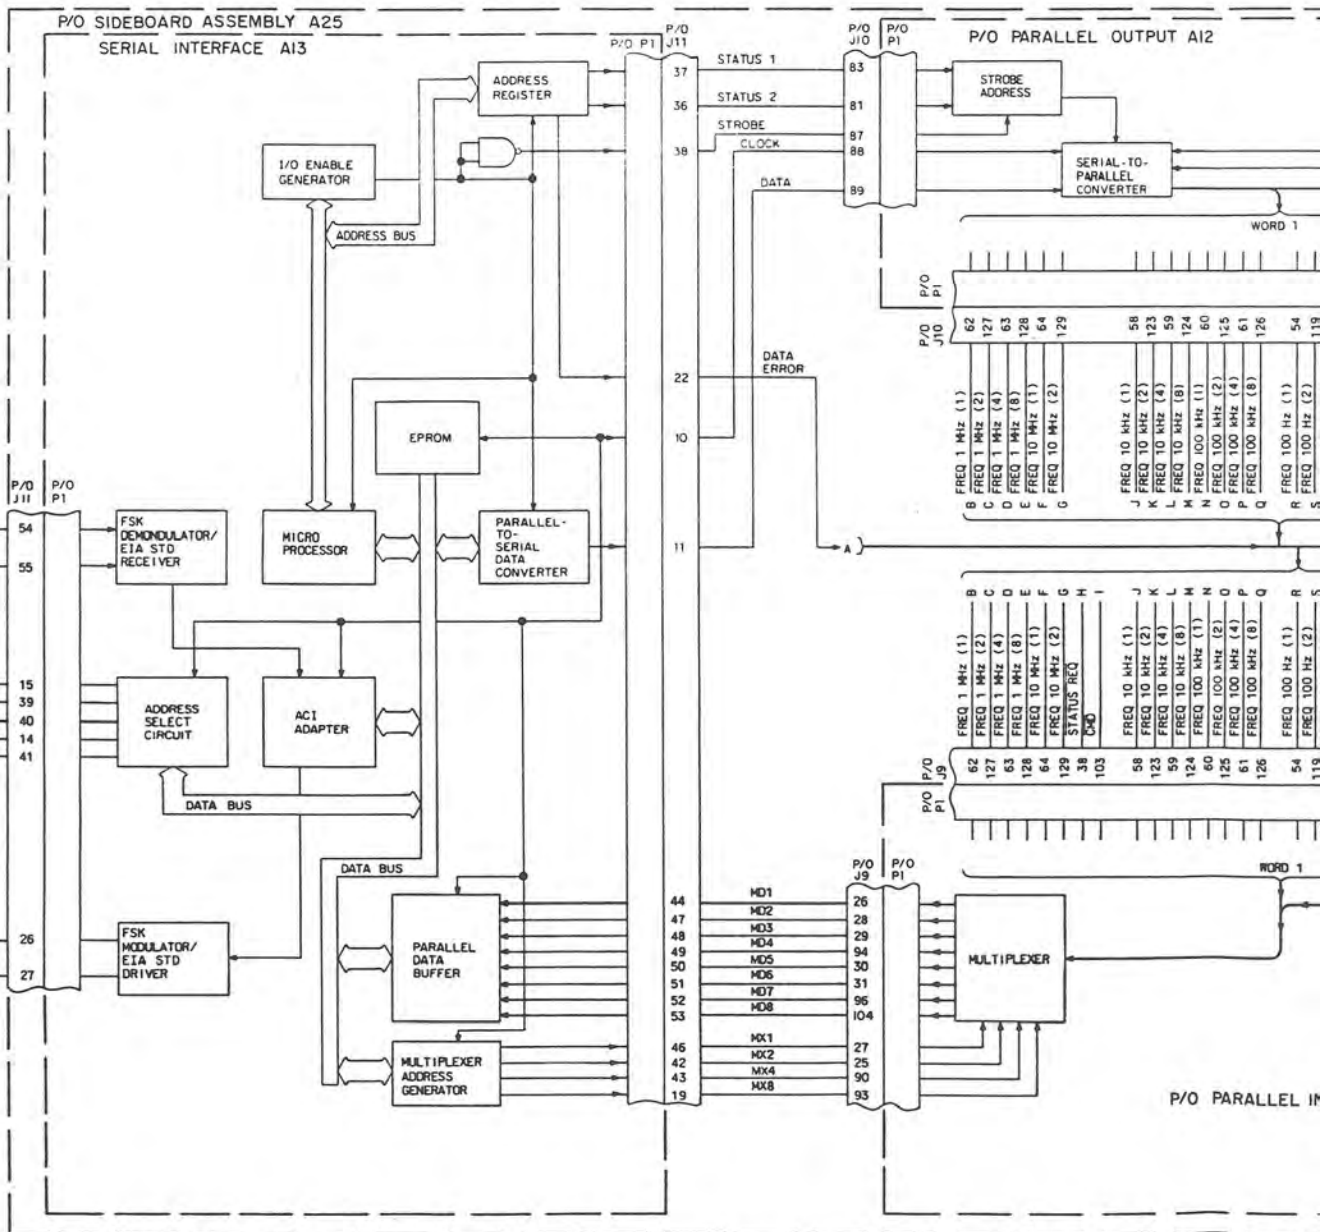 P/O SIDEBOARD ASSEMBLY A25
SERIAL INTERFACE A13
P/O P1
P/O J11
P/O J10
P/O P1
P/O PARALLEL OUTPUT A12
ADDRESS REGISTER
37
STATUS 1
83
STROBE ADDRESS
36
STATUS 2
81
STROBE
87
38
CLOCK
88
I/O ENABLE GENERATOR
SERIAL-TO-PARALLEL CONVERTER
DATA
89
ADDRESS BUS
WORD 1
P/O P1
P/O J10
62
127
63
128
64
129
58
123
59
124
60
125
61
126
54
119
DATA ERROR
22
FREQ 1 MHz (1)
FREQ 1 MHz (2)
FREQ 1 MHz (4)
FREQ 1 MHz (8)
FREQ 10 MHz (1)
FREQ 10 MHz (2)
FREQ 10 kHz (1)
FREQ 10 kHz (2)
FREQ 10 kHz (4)
FREQ 10 kHz (8)
FREQ 100 kHz (1)
FREQ 100 kHz (2)
FREQ 100 kHz (4)
FREQ 100 kHz (8)
FREQ 100 Hz (1)
FREQ 100 Hz (2)
EPROM
10
B
C
D
E
F
G
J
K
L
M
N
O
P
Q
R
S
P/O J11
P/O P1
54
FSK DEMONDULATOR/ EIA STD RECEIVER
55
MICRO PROCESSOR
PARALLEL-TO-SERIAL DATA CONVERTER
11
A
B
C
D
E
F
G
H
I
J
K
L
M
N
O
P
Q
R
S
FREQ 1 MHz (1)
FREQ 1 MHz (2)
FREQ 1 MHz (4)
FREQ 1 MHz (8)
FREQ 10 MHz (1)
FREQ 10 MHz (2)
STATUS REQ
CMD
FREQ 10 kHz (1)
FREQ 10 kHz (2)
FREQ 10 kHz (4)
FREQ 10 kHz (8)
FREQ 100 kHz (1)
FREQ 100 kHz (2)
FREQ 100 kHz (4)
FREQ 100 kHz (8)
FREQ 100 Hz (1)
FREQ 100 Hz (2)
15
39
40
14
41
ADDRESS SELECT CIRCUIT
ACI ADAPTER
P/O J9
P/O P1
62
127
63
128
64
129
38
103
58
123
59
124
60
125
61
126
54
119
DATA BUS
DATA BUS
P/O J9
P/O P1
WORD 1
44
MD1
26
47
MD2
28
48
MD3
29
49
MD4
94
50
MD5
30
51
MD6
31
52
MD7
96
53
MD8
104
PARALLEL DATA BUFFER
MULTIPLEXER
26
27
FSK MODULATOR/ EIA STD DRIVER
46
MX1
27
42
MX2
25
43
MX4
90
19
MX8
93
MULTIPLEXER ADDRESS GENERATOR
P/O PARALLEL IN